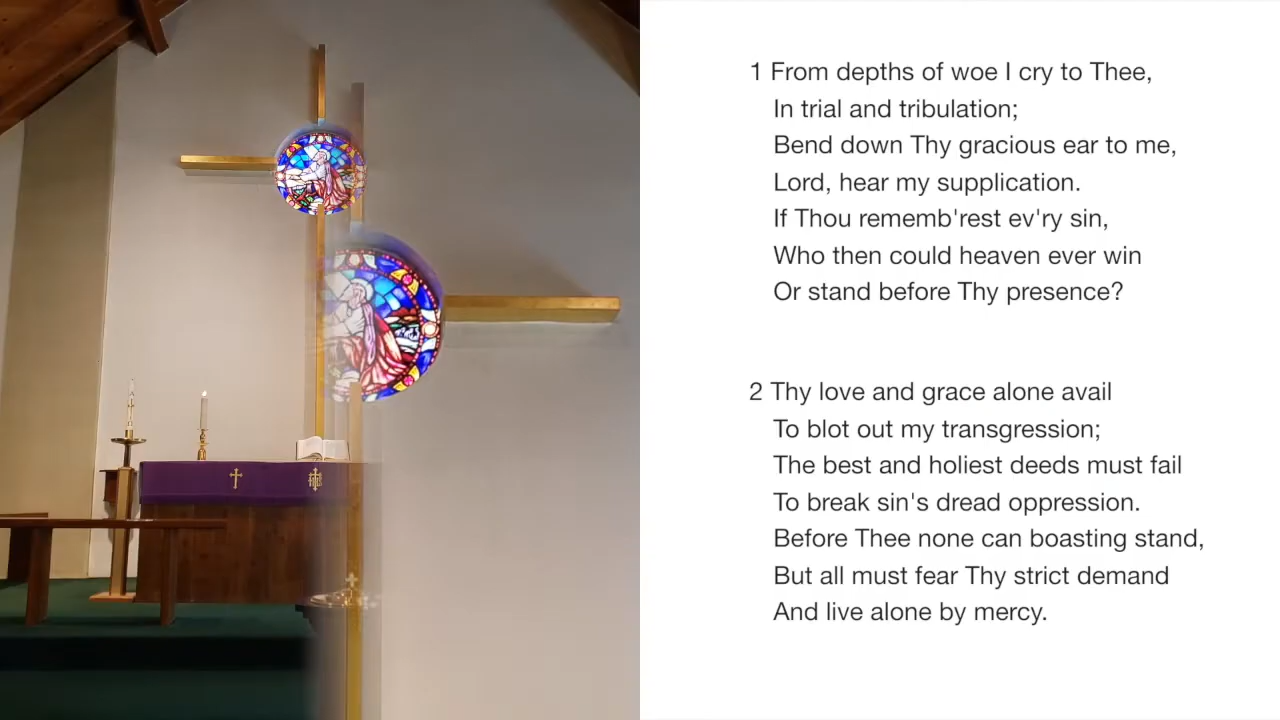 1 From depths of woe I cry to Thee,
In trial and tribulation;
Bend down Thy gracious ear to me,
Lord, hear my supplication.
If Thou rememb'rest ev'ry sin,
Who then could heaven ever win
Or stand before Thy presence?
2 Thy love and grace alone avail
To blot out my transgression;
The best and holiest deeds must fail
To break sin's dread oppression.
Before Thee none can boasting stand,
But all must fear Thy strict demand
And live alone by mercy.